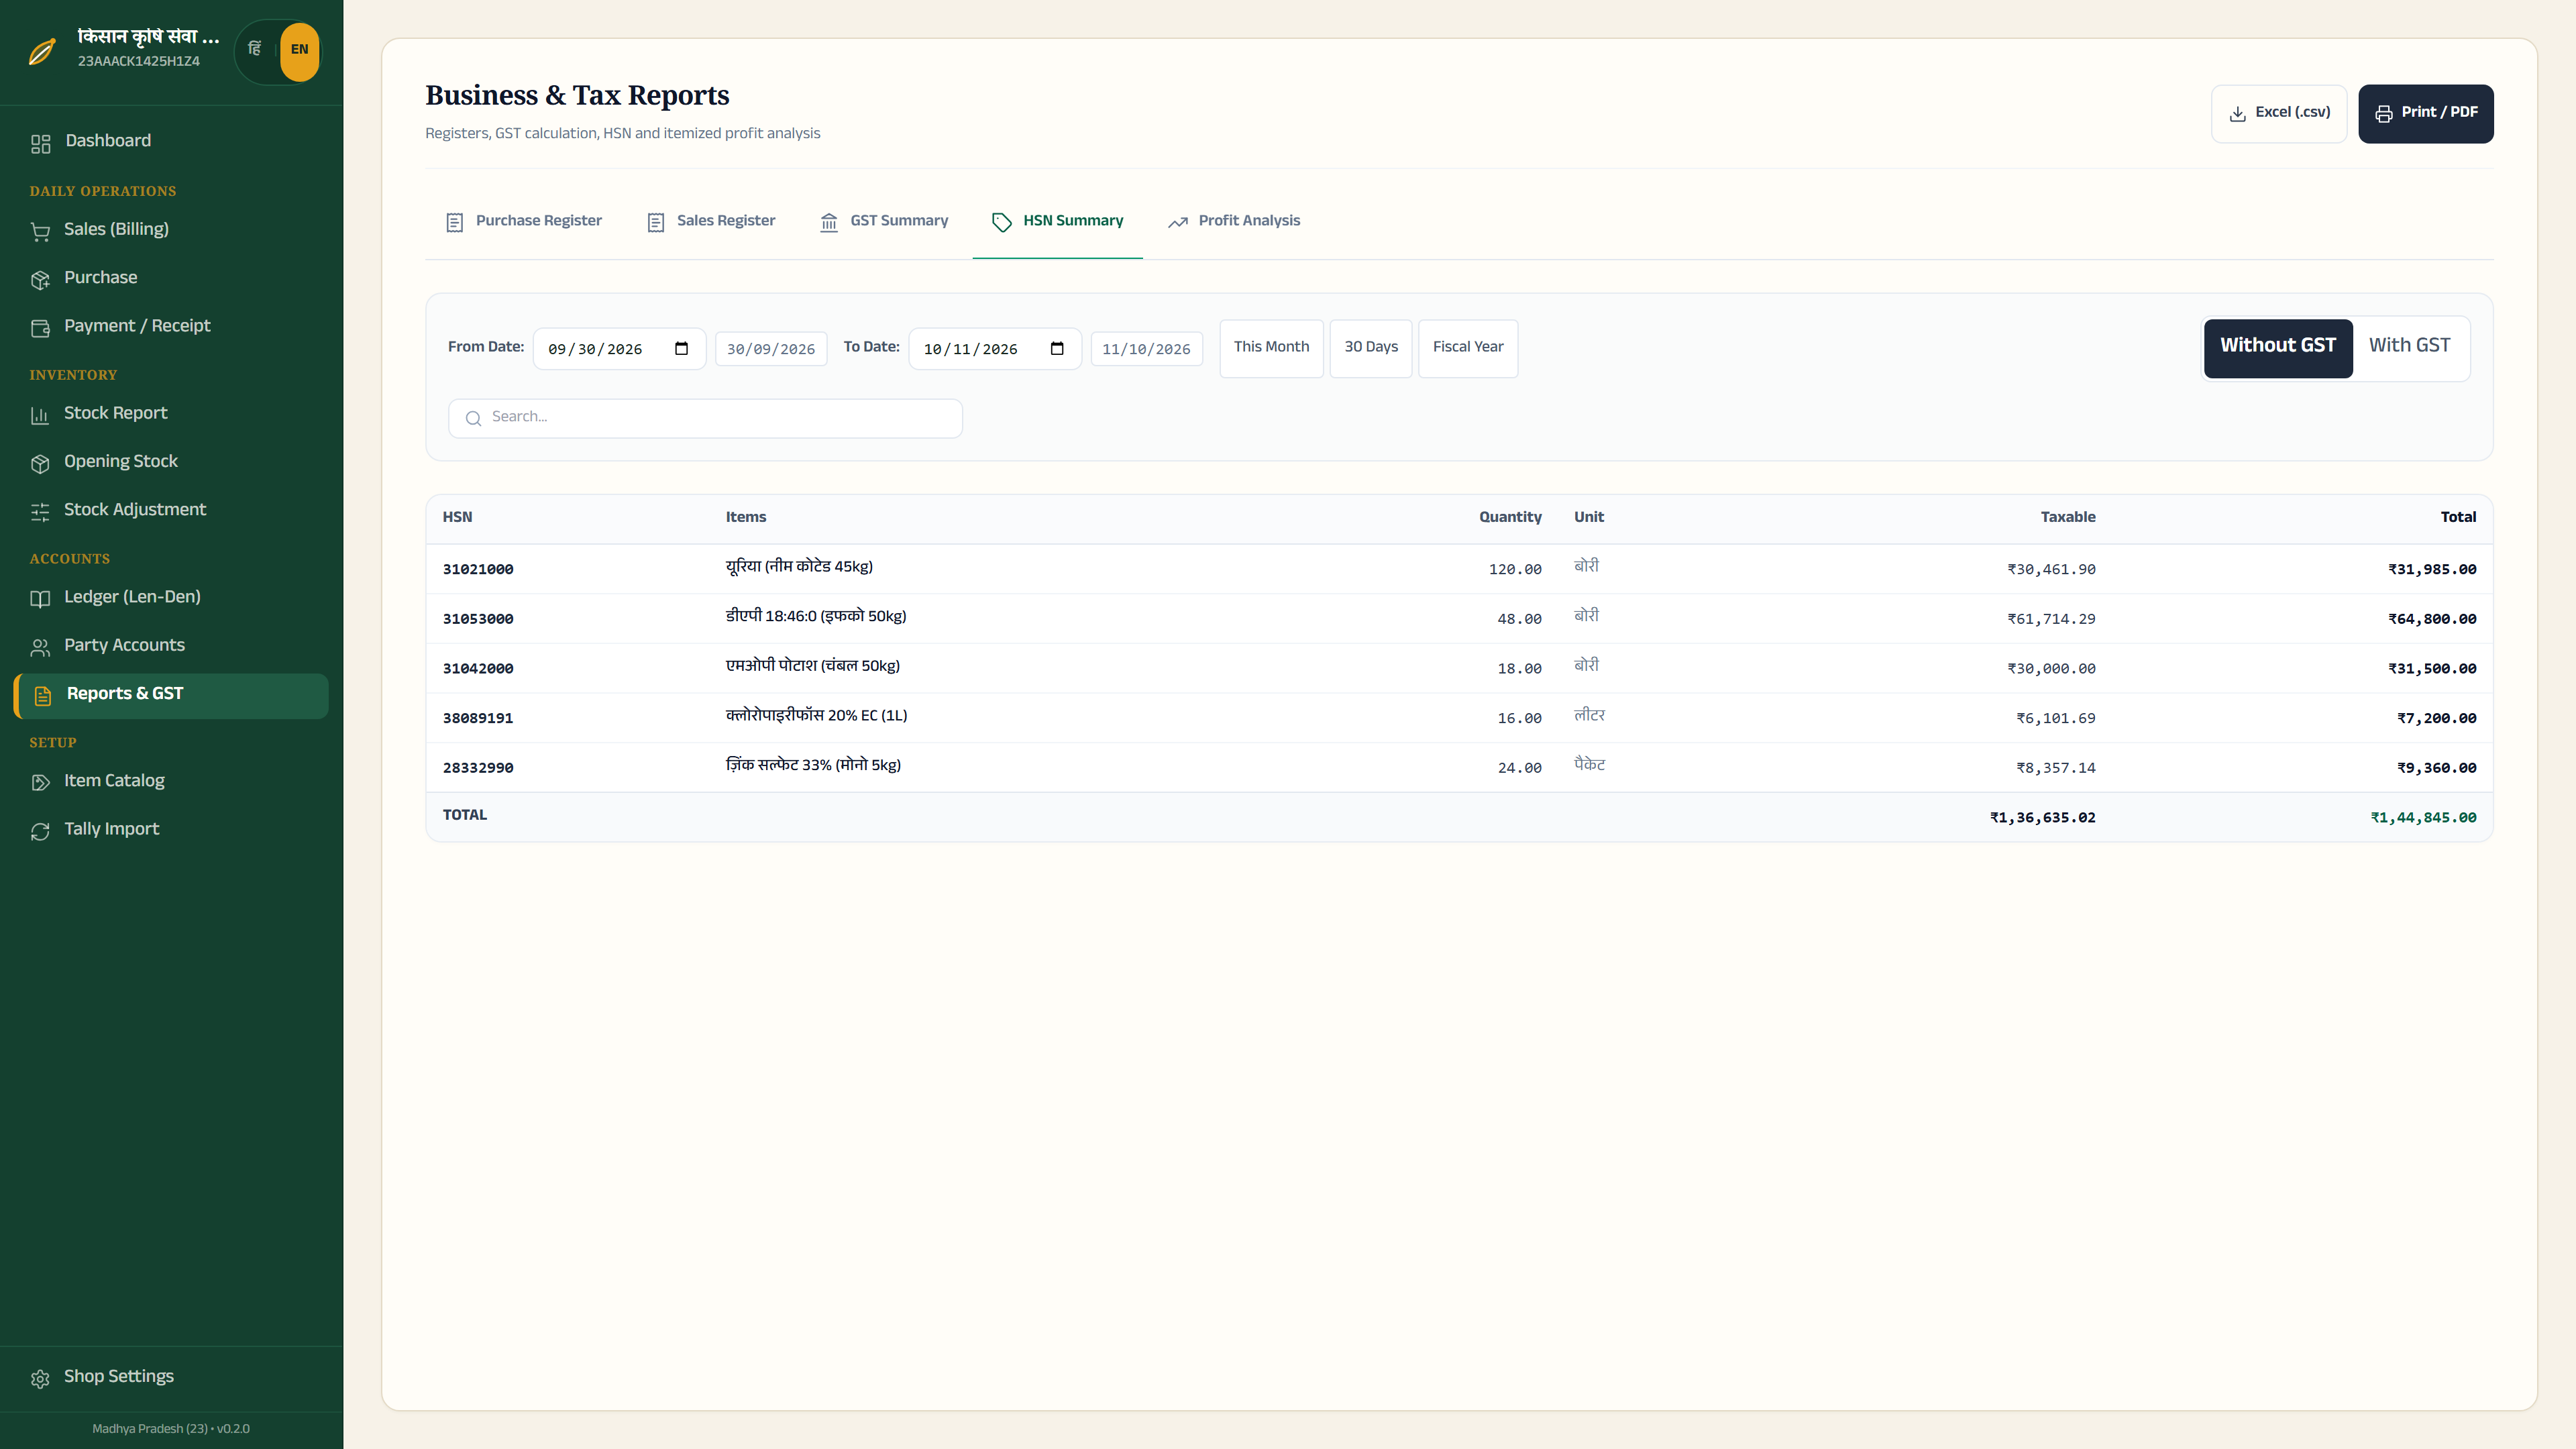 किसान कृषि सेवा ...
23AAACK1425H1Z4
हिं
EN
Dashboard
DAILY OPERATIONS
Sales (Billing)
Purchase
Payment / Receipt
INVENTORY
Stock Report
Opening Stock
Stock Adjustment
ACCOUNTS
Ledger (Len-Den)
Party Accounts
Reports & GST
SETUP
Item Catalog
Tally Import
Shop Settings
Madhya Pradesh (23) • v0.2.0
Business & Tax Reports
Registers, GST calculation, HSN and itemized profit analysis
Excel (.csv)
Print / PDF
Purchase Register
Sales Register
GST Summary
HSN Summary
Profit Analysis
From Date: 09/30/2026 30/09/2026 To Date: 10/11/2026 11/10/2026 This Month 30 Days Fiscal Year
Without GST With GST
Search...
HSN Items Quantity Unit Taxable Total
31021000 यूरिया (नीम कोटेड 45kg) 120.00 बोरी ₹30,461.90 ₹31,985.00
31053000 डीएपी 18:46:0 (इफको 50kg) 48.00 बोरी ₹61,714.29 ₹64,800.00
31042000 एमओपी पोटाश (चंबल 50kg) 18.00 बोरी ₹30,000.00 ₹31,500.00
38089191 क्लोरोपाइरीफॉस 20% EC (1L) 16.00 लीटर ₹6,101.69 ₹7,200.00
28332990 ज़िंक सल्फेट 33% (मोनो 5kg) 24.00 पैकेट ₹8,357.14 ₹9,360.00
TOTAL ₹1,36,635.02 ₹1,44,845.00